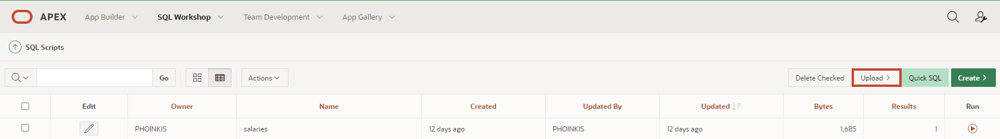 APEX App Builder SQL Workshop Team Development App Gallery
SQL Scripts
Go Actions Delete Checked Upload Quick SQL Create
Edit Owner Name Created Updated By Updated Bytes Results Run
PHOINKIS salaries 12 days ago PHOINKIS 12 days ago 1,685 1